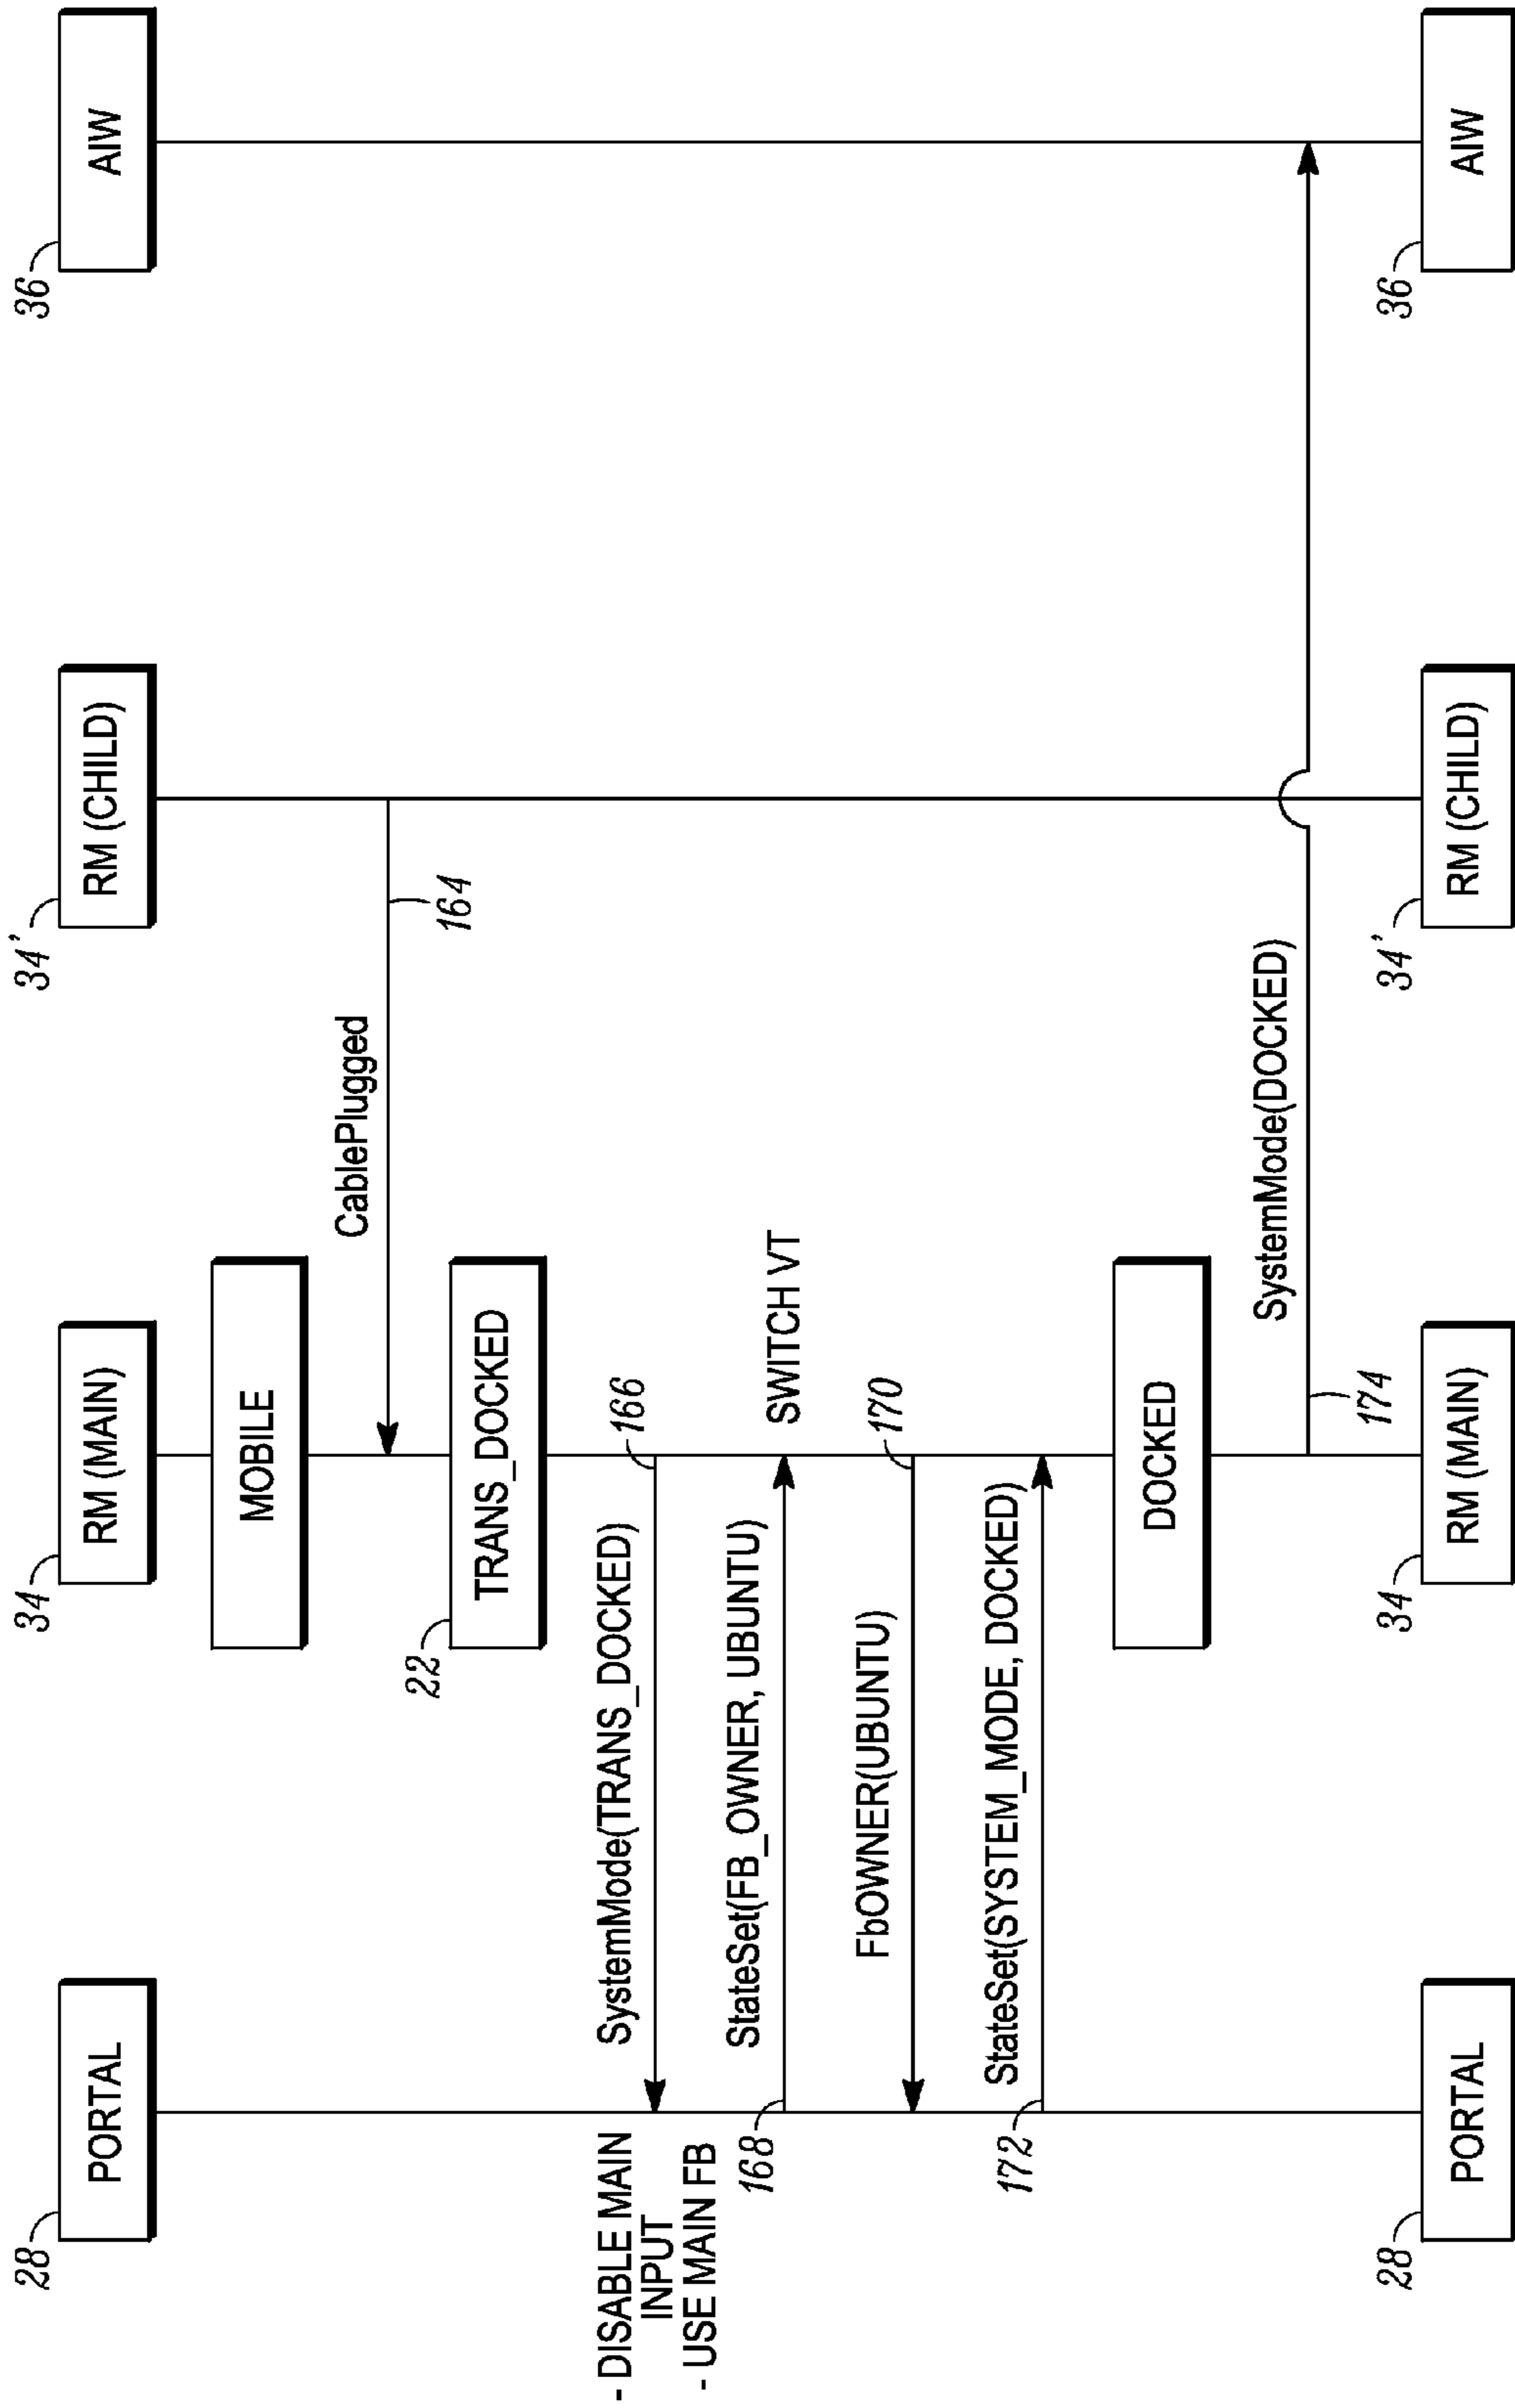 28
PORTAL
34
RM (MAIN)
34'
RM (CHILD)
36
AIW
MOBILE
CablePlugged
164
22
TRANS_DOCKED
- DISABLE MAIN
INPUT
- USE MAIN FB
SystemMode(TRANS_DOCKED)
166
168
StateSet(FB_OWNER, UBUNTU)
SWITCH VT
FbOWNER(UBUNTU)
170
172
StateSet(SYSTEM_MODE, DOCKED)
DOCKED
SystemMode(DOCKED)
174
28
PORTAL
34
RM (MAIN)
34'
RM (CHILD)
36
AIW